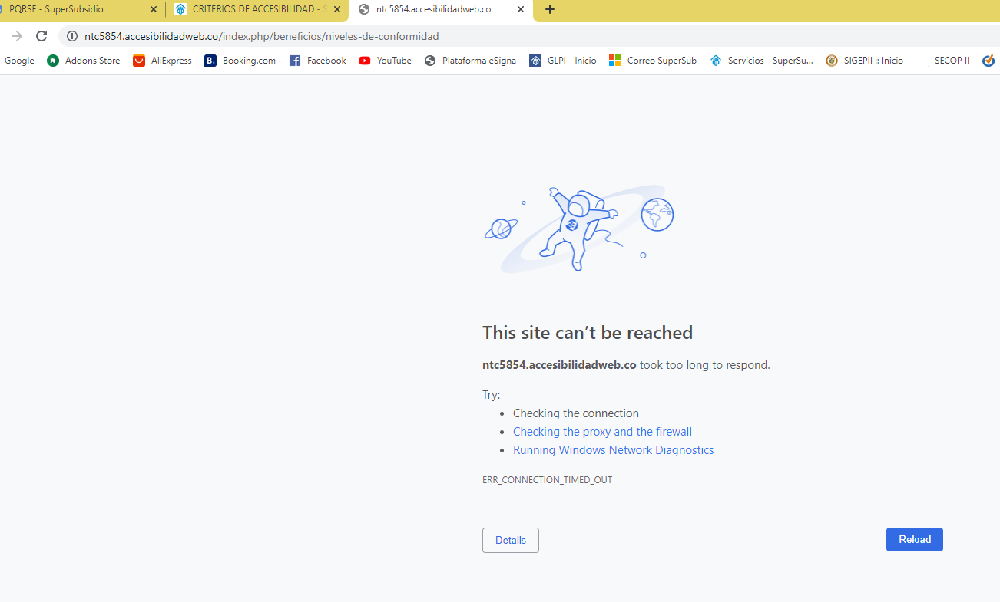 PQRSF - SuperSubsidio
CRITERIOS DE ACCESIBILIDAD - S
ntc5854.accesibilidadweb.co
ntc5854.accesibilidadweb.co/index.php/beneficios/niveles-de-conformidad
Google Addons Store AliExpress B. Booking.com Facebook YouTube Plataforma eSigna GLPI - Inicio Correo SuperSub Servicios - SuperSu... SIGEPII :: Inicio SECOP II
This site can’t be reached
ntc5854.accesibilidadweb.co took too long to respond.
Try:
• Checking the connection
• Checking the proxy and the firewall
• Running Windows Network Diagnostics
ERR_CONNECTION_TIMED_OUT
Details
Reload